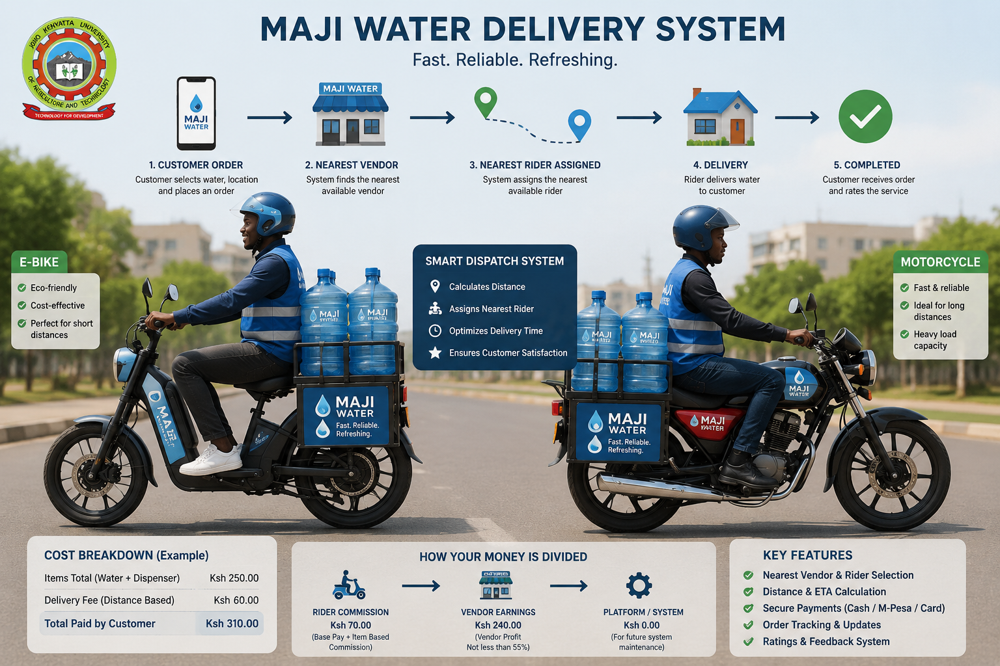 MAJI WATER DELIVERY SYSTEM
Fast. Reliable. Refreshing.
JOMO KENYATTA UNIVERSITY
OF AGRICULTURE AND TECHNOLOGY
TECHNOLOGY FOR DEVELOPMENT
MAJI
WATER
MAJI WATER
1. CUSTOMER ORDER
Customer selects water, location
and places an order
2. NEAREST VENDOR
System finds the nearest
available vendor
3. NEAREST RIDER ASSIGNED
System assigns the nearest
available rider
4. DELIVERY
Rider delivers water
to customer
5. COMPLETED
Customer receives order
and rates the service
E-BIKE
Eco-friendly
Cost-effective
Perfect for short
distances
SMART DISPATCH SYSTEM
Calculates Distance
Assigns Nearest Rider
Optimizes Delivery Time
Ensures Customer Satisfaction
MOTORCYCLE
Fast & reliable
Ideal for long
distances
Heavy load
capacity
MAJI
MAJI
MAJI
MAJI
MAJI
WATER
Fast. Reliable.
Refreshing.
MAJI
WATER
Fast. Reliable.
Refreshing.
MAJI
MAJI
WATER
COST BREAKDOWN (Example)
Items Total (Water + Dispenser) Ksh 250.00
Delivery Fee (Distance Based) Ksh 60.00
Total Paid by Customer Ksh 310.00
HOW YOUR MONEY IS DIVIDED
RIDER COMMISSION
Ksh 70.00
(Base Pay + Item Based
Commission)
VENDOR EARNINGS
Ksh 240.00
(Vendor Profit
Not less than 55%)
PLATFORM / SYSTEM
Ksh 0.00
(For future system
maintenance)
KEY FEATURES
Nearest Vendor & Rider Selection
Distance & ETA Calculation
Secure Payments (Cash / M-Pesa / Card)
Order Tracking & Updates
Ratings & Feedback System